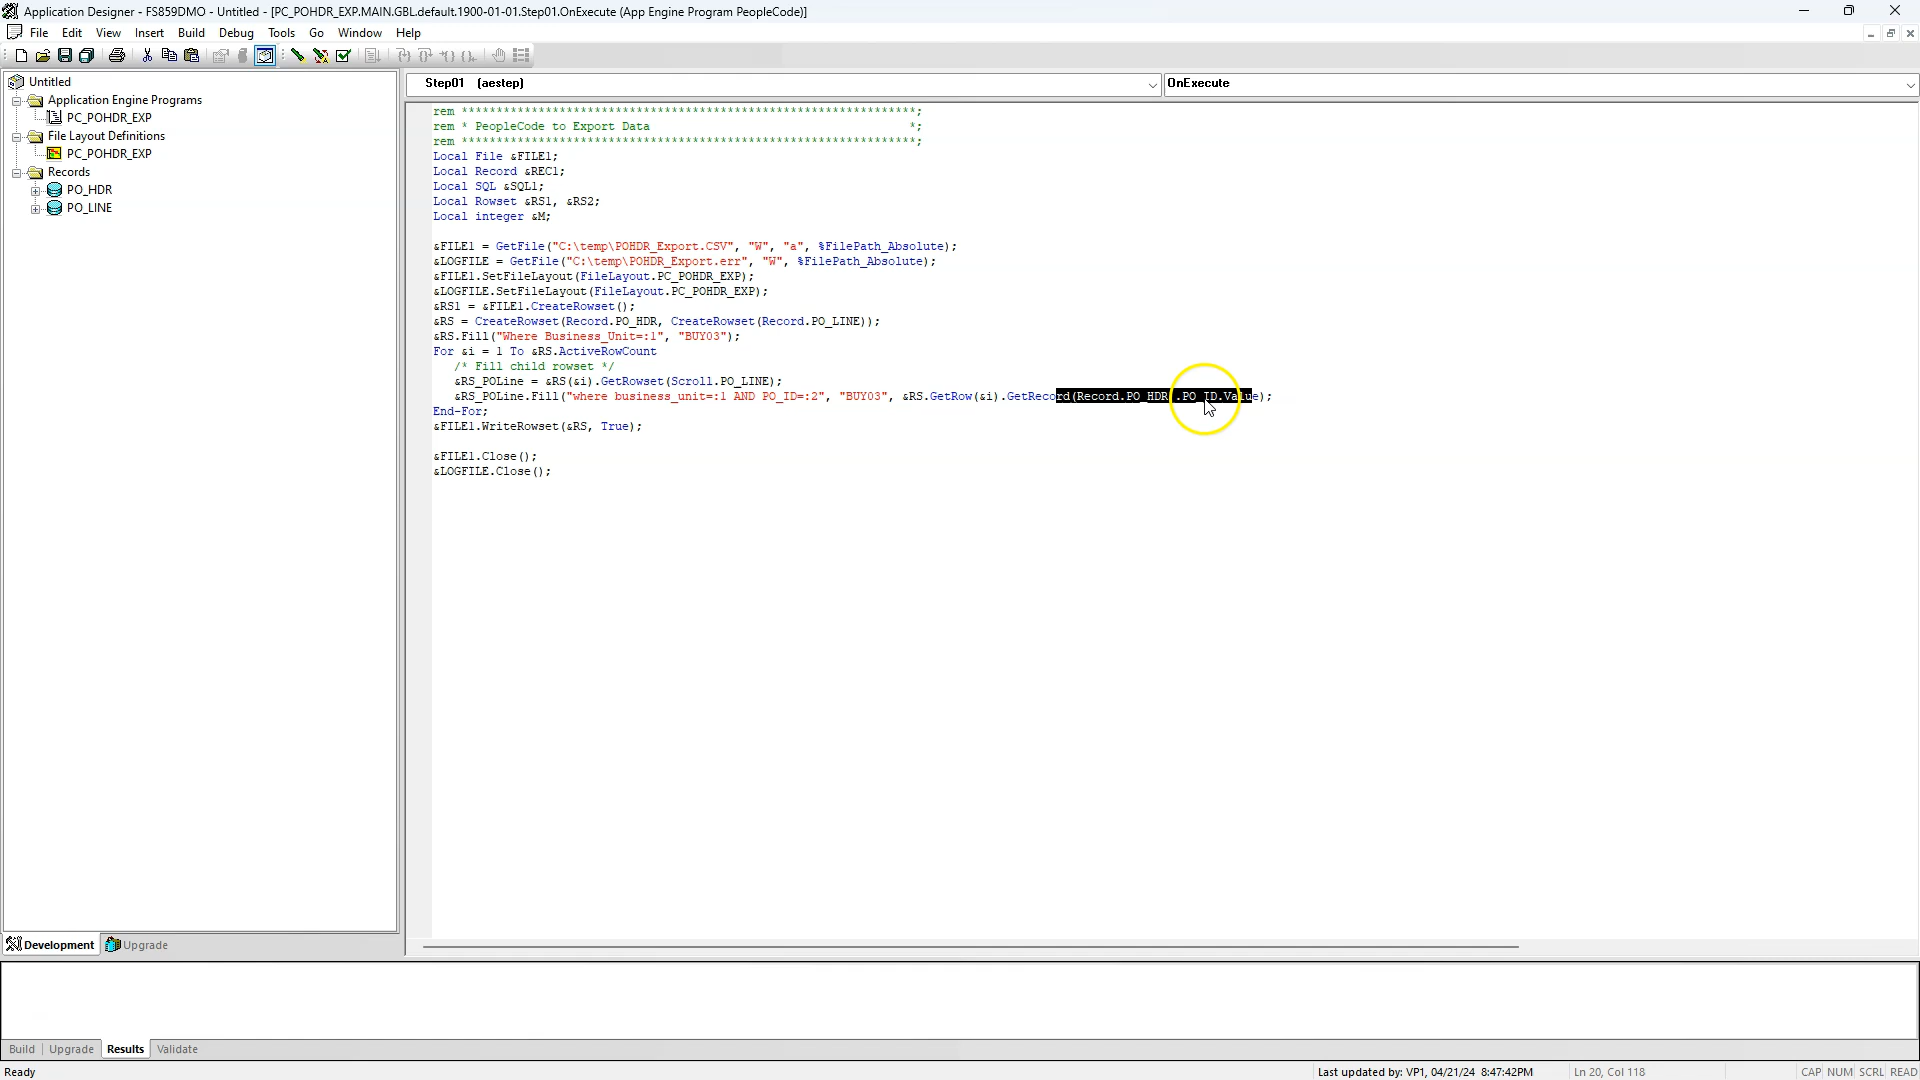 Application Designer - FS859DMO - Untitled - [PC_POHDR_EXP.MAIN.GBL.default.1900-01-01.Step01.OnExecute (App Engine Program PeopleCode)]
File Edit View Insert Build Debug Tools Go Window Help
Untitled
Application Engine Programs
PC_POHDR_EXP
File Layout Definitions
PC_POHDR_EXP
Records
PO_HDR
PO_LINE
Development Upgrade
Step01 (aestep) OnExecute
rem *****************************************************************;
rem * PeopleCode to Export Data *;
rem *****************************************************************;
Local File &FILE1;
Local Record &REC1;
Local SQL &SQL1;
Local Rowset &RS1, &RS2;
Local integer &M;
&FILE1 = GetFile("C:\temp\POHDR_Export.CSV", "W", "a", %FilePath_Absolute);
&LOGFILE = GetFile("C:\temp\POHDR_Export.err", "W", %FilePath_Absolute);
&FILE1.SetFileLayout(FileLayout.PC_POHDR_EXP);
&LOGFILE.SetFileLayout(FileLayout.PC_POHDR_EXP);
&RS1 = &FILE1.CreateRowset();
&RS = CreateRowset(Record.PO_HDR, CreateRowset(Record.PO_LINE));
&RS.Fill("Where Business_Unit=:1", "BUY03");
For &i = 1 To &RS.ActiveRowCount
/* Fill child rowset */
&RS_POLine = &RS(&i).GetRowset(Scroll.PO_LINE);
&RS_POLine.Fill("where business_unit=:1 AND PO_ID=:2", "BUY03", &RS.GetRow(&i).GetRecord(Record.PO_HDR).PO_ID.Value);
End-For;
&FILE1.WriteRowset(&RS, True);
&FILE1.Close();
&LOGFILE.Close();
Build Upgrade Results Validate
Ready Last updated by: VP1, 04/21/24 8:47:42PM Ln 20, Col 118 CAP NUM SCRL READ